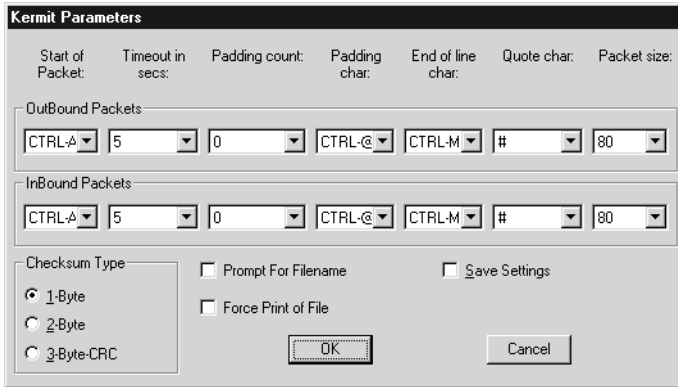 Kermit Parameters
Start of Packet: Timeout in secs: Padding count: Padding char: End of line char: Quote char: Packet size:
OutBound Packets
CTRL-A 5 0 CTRL-@ CTRL-M # 80
InBound Packets
CTRL-A 5 0 CTRL-@ CTRL-M # 80
Checksum Type
1-Byte
2-Byte
3-Byte-CRC
Prompt For Filename
Save Settings
Force Print of File
OK
Cancel